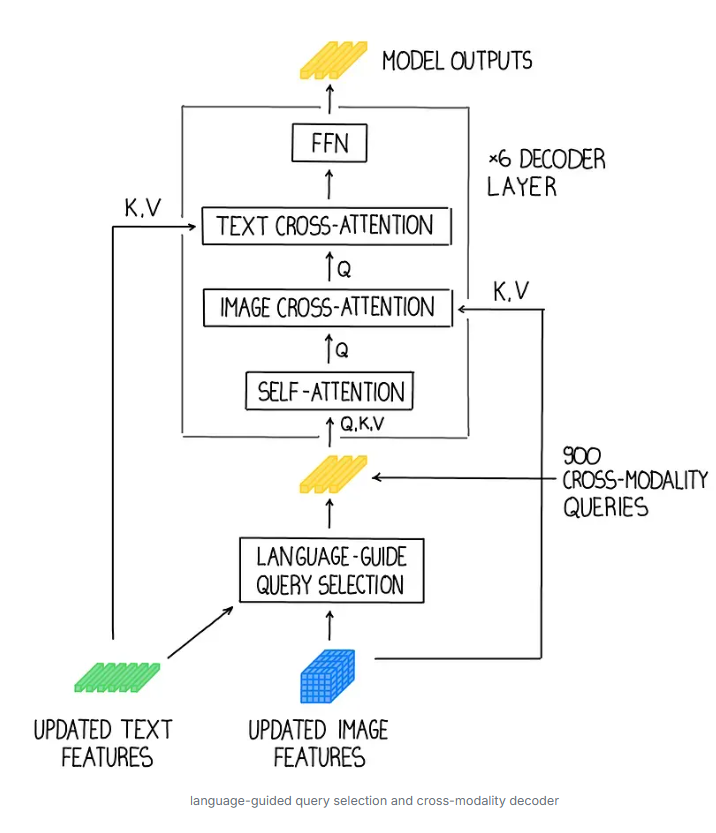 MODEL OUTPUTS
FFN
×6 DECODER
LAYER
K,V
TEXT CROSS-ATTENTION
Q
K,V
IMAGE CROSS-ATTENTION
Q
SELF-ATTENTION
Q,K,V
900
CROSS-MODALITY
QUERIES
LANGUAGE-GUIDE
QUERY SELECTION
UPDATED TEXT
FEATURES
UPDATED IMAGE
FEATURES
language-guided query selection and cross-modality decoder